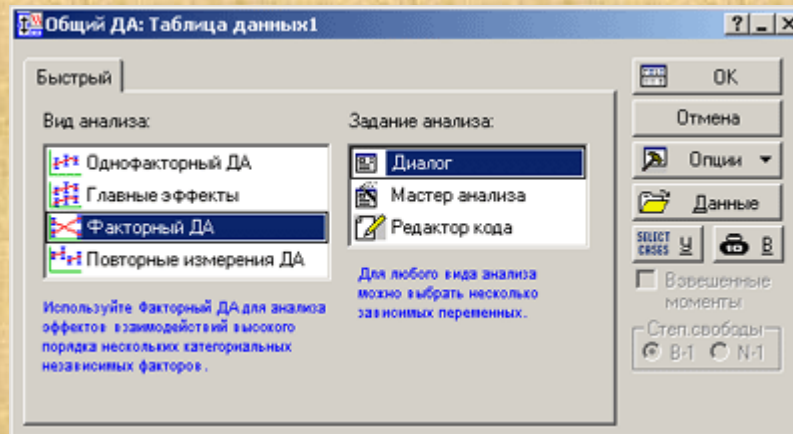 Общий ДА: Таблица данных1
Быстрый
Вид анализа:
Однофакторный ДА
Главные эффекты
Факторный ДА
Повторные измерения ДА
Используйте Факторный ДА для анализа
эффектов взаимодействий высокого
порядка нескольких категориальных
независимых факторов.
Задание анализа:
Диалог
Мастер анализа
Редактор кода
Для любого вида анализа
можно выбрать несколько
зависимых переменных.
OK
Отмена
Опции
Данные
SELECT CASES У
В
Взвешенные
моменты
Степ.свободы
В-1 N-1